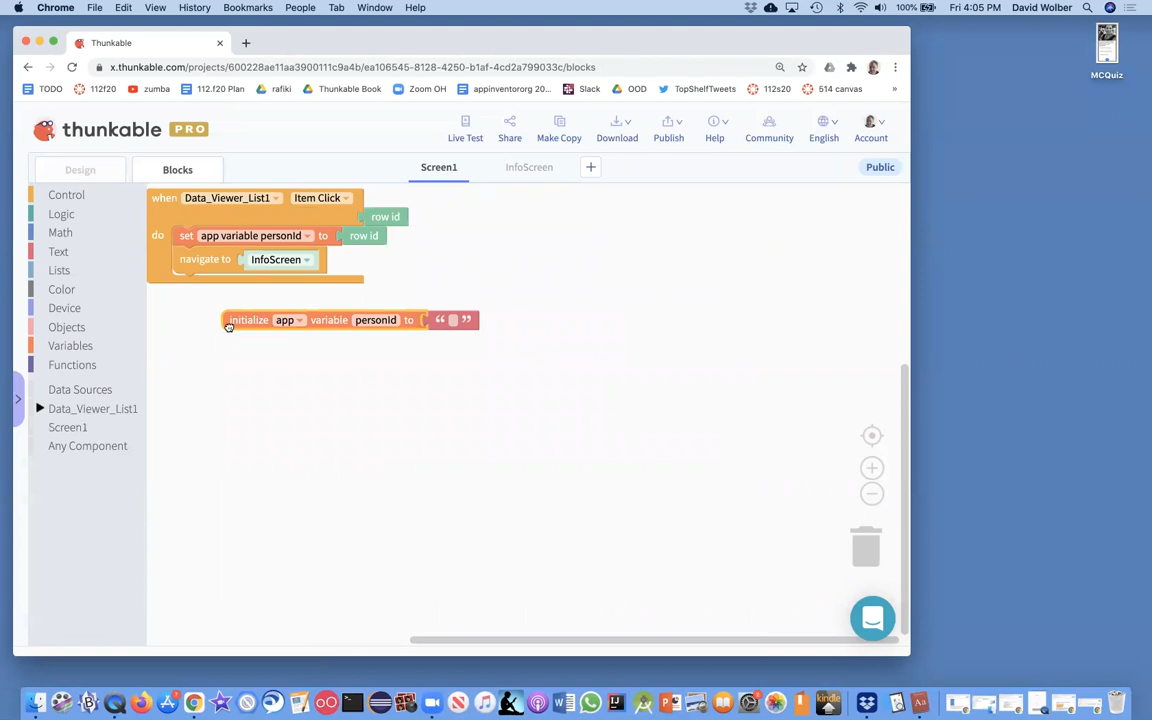 Chrome File Edit View History Bookmarks People Tab Window Help 100% Fri 4:05 PM David Wolber
Thunkable
x.thunkable.com/projects/600228ae11aa3900111c9a4b/ea106545-8128-4250-b1af-4cd2a799033c/blocks
TODO 112f20 zumba 112.f20 Plan rafiki Thunkable Book Zoom OH appinventororg 20... Slack OOD TopShelfTweets 112s20 514 canvas »
MCQuiz
thunkable PRO
Live Test Share Make Copy Download Publish Help Community English Account
Design Blocks Screen1 InfoScreen + Public
Control
Logic
Math
Text
Lists
Color
Device
Objects
Variables
Functions
Data Sources
Data_Viewer_List1
Screen1
Any Component
when Data_Viewer_List1 Item Click
row id
do set app variable personId to row id
navigate to InfoScreen
initialize app variable personId to “ ”